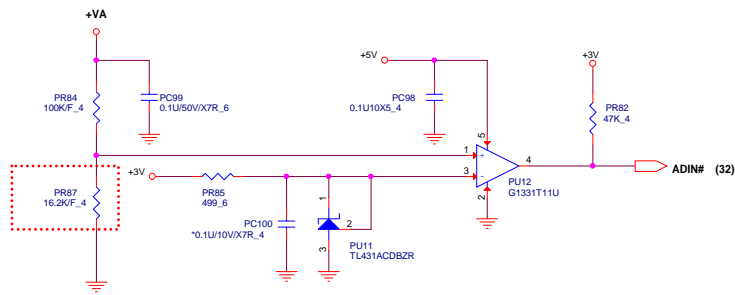 +VA
+5V
+3V
PR84
100K/F_4
PC99
0.1U/50V/X7R_6
PC98
0.1U10X5_4
PR82
47K_4
5
1
+
4
ADIN# (32)
3
-
PU12
G1331T11U
2
PR87
16.2K/F_4
+3V
PR85
499_6
1
PC100
*0.1U/10V/X7R_4
2
PU11
TL431ACDBZR
3